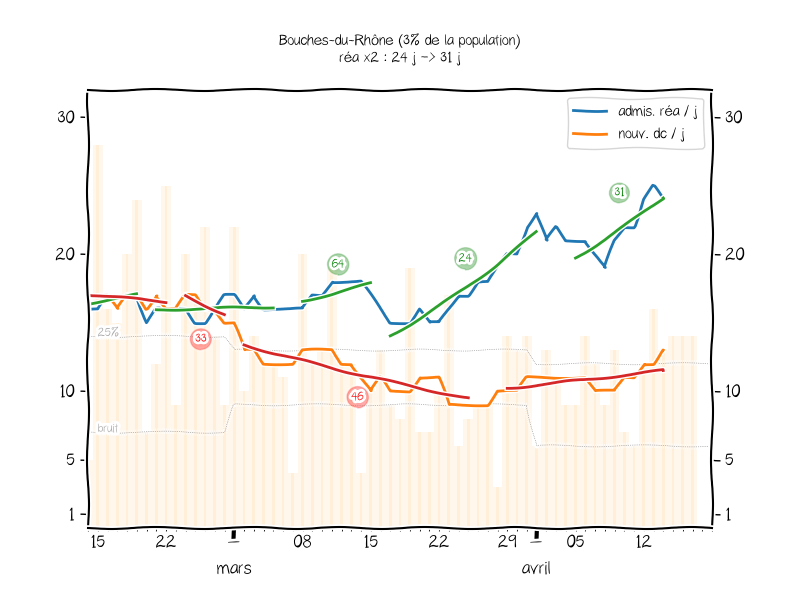 Bouches-du-Rhône (3% de la population)
réa x2 : 24 j -> 31 j
admis. réa / j
nouv. dc / j
30
30
31
64
24
20
20
33
25%
46
10
10
bruit
5
5
1
1
15 22 1 08 15 22 29 1 05 12
mars avril